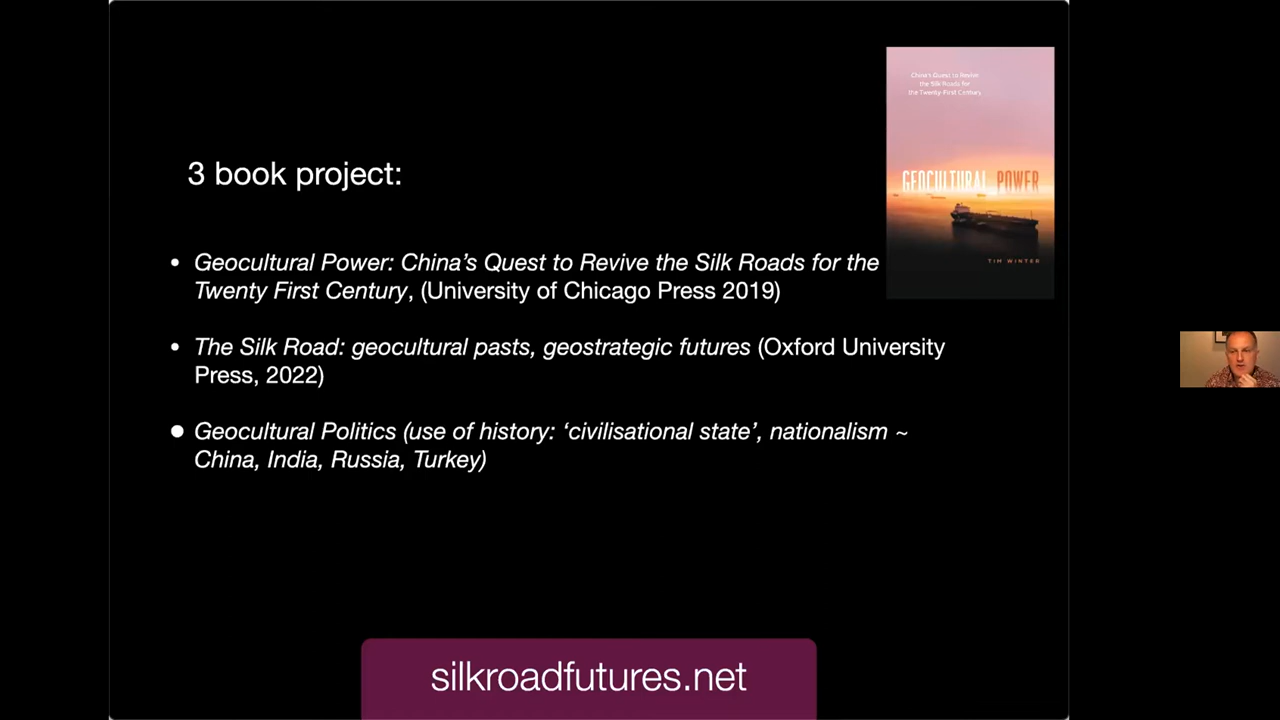 China's Quest to Revive
the Silk Roads for
the Twenty-First Century
GEOCULTURAL POWER
TIM WINTER
3 book project:
• Geocultural Power: China's Quest to Revive the Silk Roads for the
Twenty First Century, (University of Chicago Press 2019)
• The Silk Road: geocultural pasts, geostrategic futures (Oxford University
Press, 2022)
• Geocultural Politics (use of history: ‘civilisational state’, nationalism ~
China, India, Russia, Turkey)
silkroadfutures.net